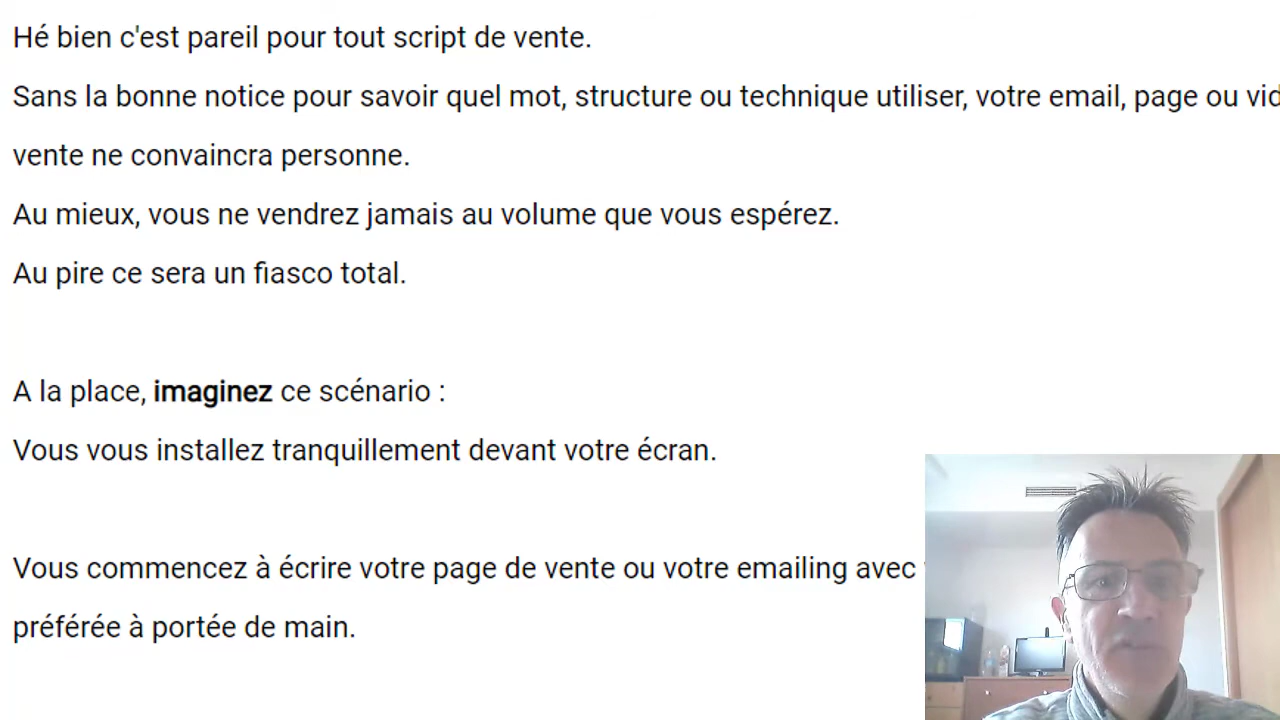 Hé bien c'est pareil pour tout script de vente.
Sans la bonne notice pour savoir quel mot, structure ou technique utiliser, votre email, page ou
vente ne convaincra personne.
Au mieux, vous ne vendrez jamais au volume que vous espérez.
Au pire ce sera un fiasco total.
A la place, imaginez ce scénario :
Vous vous installez tranquillement devant votre écran.
Vous commencez à écrire votre page de vente ou votre emailing avec
préférée à portée de main.